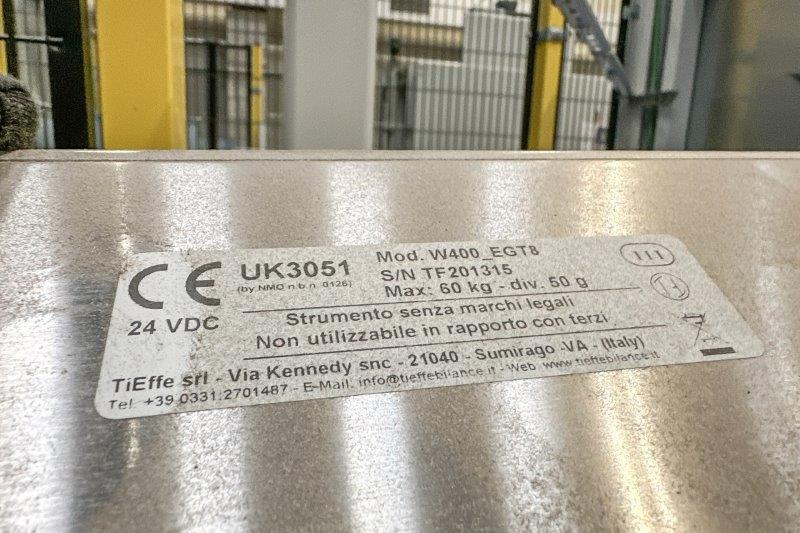 CE
24 VDC
UK3051
(by NMO n.b.n. 0126)
Mod. W400_EGT8
S/N TF201315
Max: 60 kg - div. 50 g
III
Strumento senza marchi legali
Non utilizzabile in rapporto con terzi
TiEffe srl - Via Kennedy snc - 21040 - Sumirago -VA - (Italy)
Tel. +39.0331.2701487 - E-Mail. info@tieffebilance.it - Web. www.tieffebilance.it